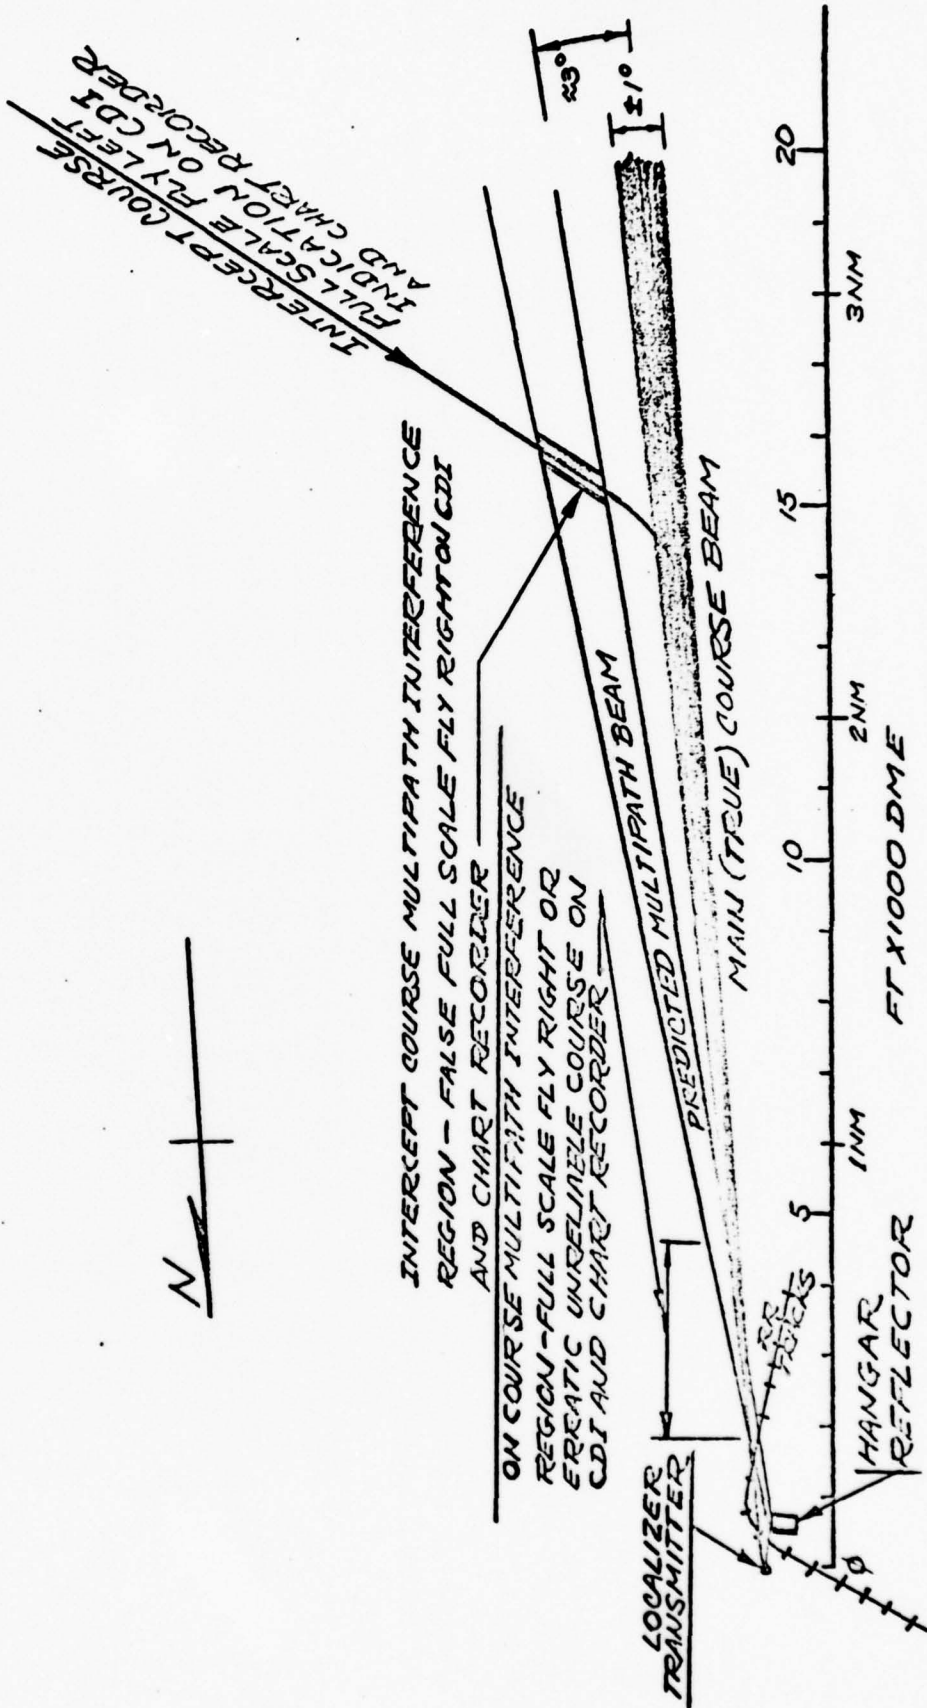 N
INTERCEPT COURSE
FULL SCALE FLY LEFT
INDICATION ON CDI
AND CHART RECORDER
INTERCEPT COURSE MULTIPATH INTERFERENCE
REGION - FALSE FULL SCALE FLY RIGHT ON CDI
AND CHART RECORDER
ON COURSE MULTIPATH INTERFERENCE
REGION - FULL SCALE FLY RIGHT OR
ERRATIC UNRELIABLE COURSE ON
CDI AND CHART RECORDER
≈3°
±1°
PREDICTED MULTIPATH BEAM
MAIN (TRUE) COURSE BEAM
LOCALIZER
TRANSMITTER
RR
TRACKS
HANGAR
REFLECTOR
φ
5
10
15
20
1NM
2NM
3NM
FT X1000 DME